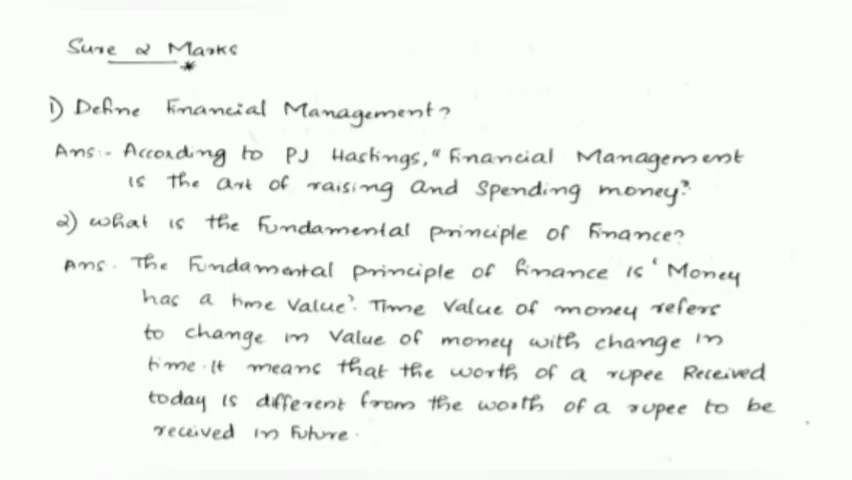 Sure 2 Marks
1) Define Financial Management?
Ans:- According to PJ Hastings, "Financial Management
is the art of raising and spending money".
2) What is the Fundamental principle of Finance?
Ans. The Fundamental principle of finance is 'Money
has a time value'. Time value of money refers
to change in value of money with change in
time. It means that the worth of a rupee Received
today is different from the worth of a rupee to be
received in future.